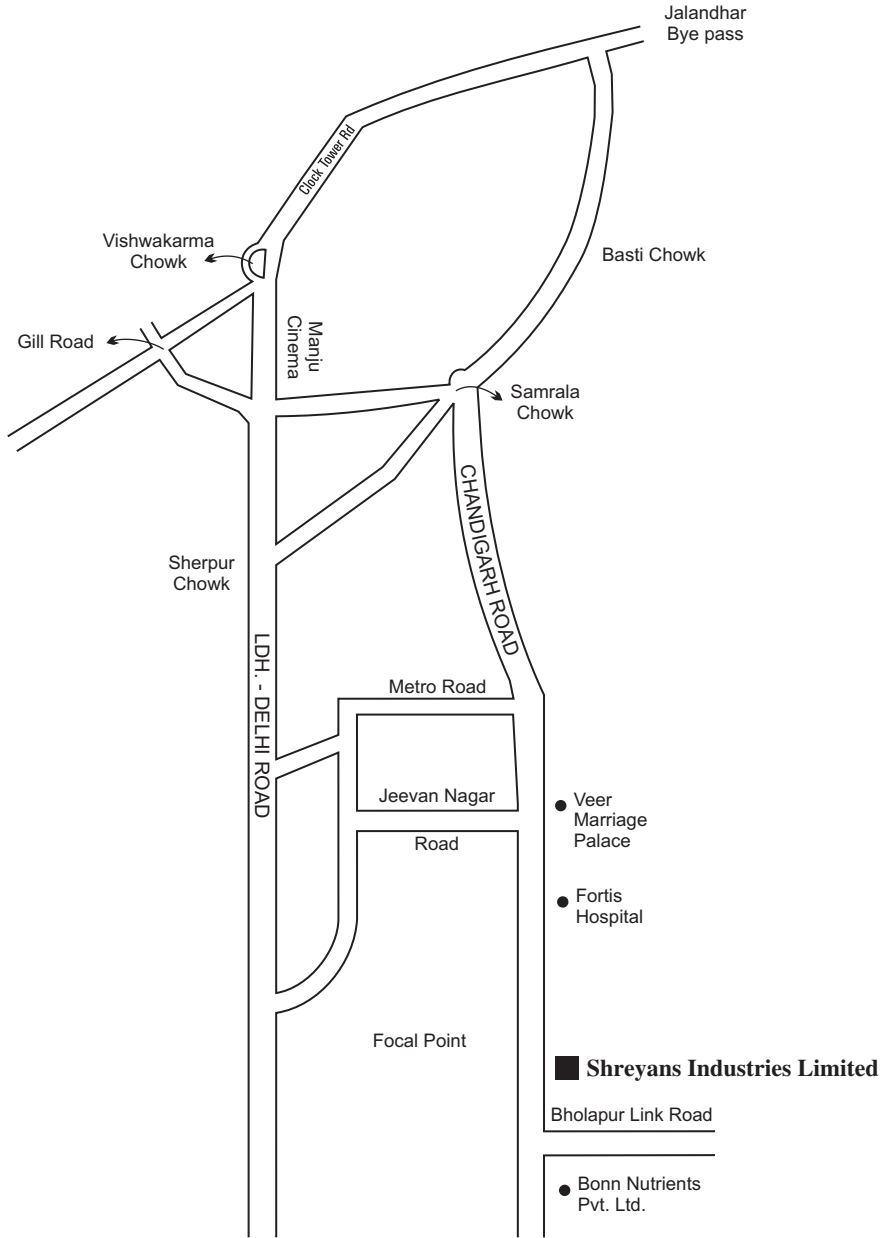 Jalandhar
Bye pass
Clock Tower Rd
Vishwakarma
Chowk
Basti Chowk
Gill Road
Manju
Cinema
Samrala
Chowk
CHANDIGARH ROAD
Sherpur
Chowk
LDH. - DELHI ROAD
Metro Road
Jeevan Nagar
Road
Veer
Marriage
Palace
Fortis
Hospital
Focal Point
Shreyans Industries Limited
Bholapur Link Road
Bonn Nutrients
Pvt. Ltd.